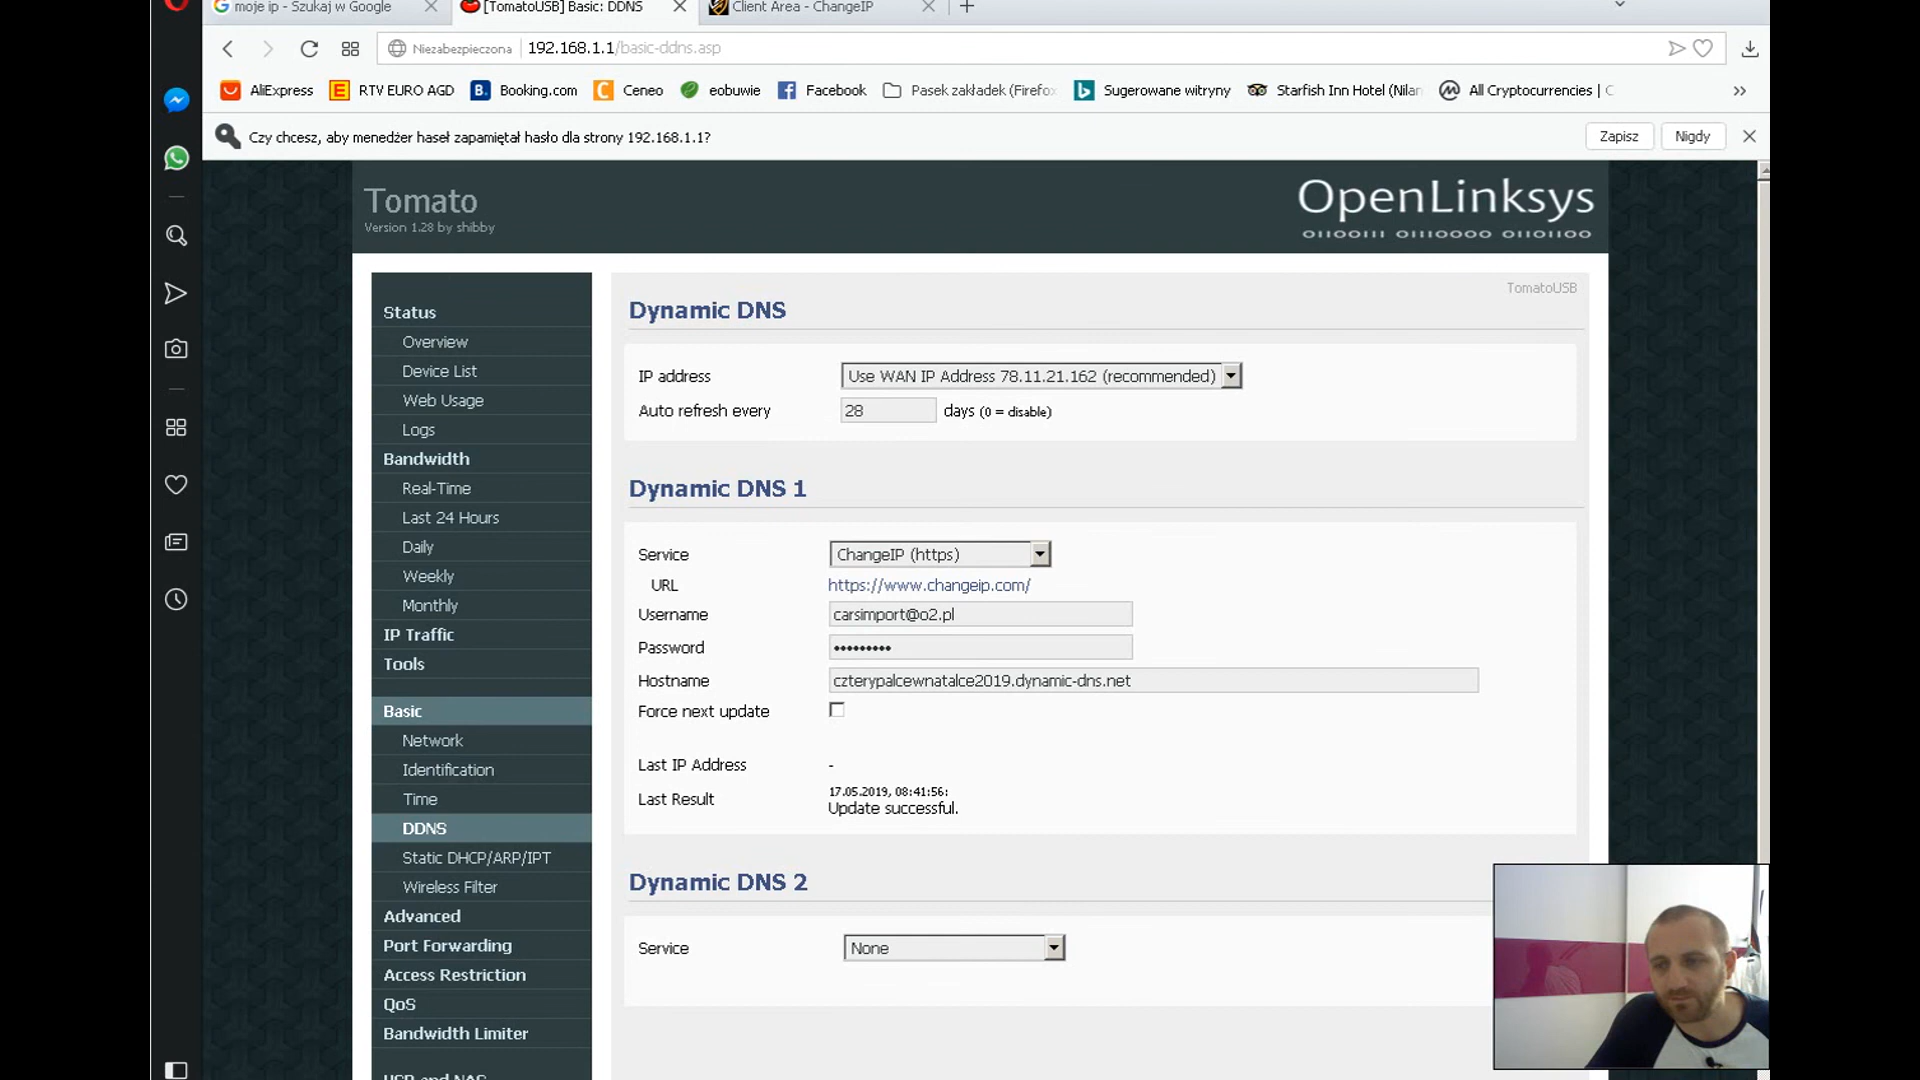 moje ip - Szukaj w Google
[TomatoUSB] Basic: DDNS
Client Area - ChangeIP
Niezabezpieczona
192.168.1.1/basic-ddns.asp
AliExpress
RTV EURO AGD
Booking.com
Ceneo
eobuwie
Facebook
Pasek zakładek (Firefox
Sugerowane witryny
Starfish Inn Hotel (Nilan
All Cryptocurrencies | C
Czy chcesz, aby menedżer haseł zapamiętał hasło dla strony 192.168.1.1?
Zapisz
Nigdy
Tomato
Version 1.28 by shibby
OpenLinksys
01100111 01110000 01101100
TomatoUSB
Status
Overview
Device List
Web Usage
Logs
Bandwidth
Real-Time
Last 24 Hours
Daily
Weekly
Monthly
IP Traffic
Tools
Basic
Network
Identification
Time
DDNS
Static DHCP/ARP/IPT
Wireless Filter
Advanced
Port Forwarding
Access Restriction
QoS
Bandwidth Limiter
USB and NAS
Dynamic DNS
IP address
Use WAN IP Address 78.11.21.162 (recommended)
Auto refresh every
28
days (0 = disable)
Dynamic DNS 1
Service
ChangeIP (https)
URL
https://www.changeip.com/
Username
carsimport@o2.pl
Password
•••••••••
Hostname
czterypalcewnatalce2019.dynamic-dns.net
Force next update
Last IP Address
-
Last Result
17.05.2019, 08:41:56:
Update successful.
Dynamic DNS 2
Service
None